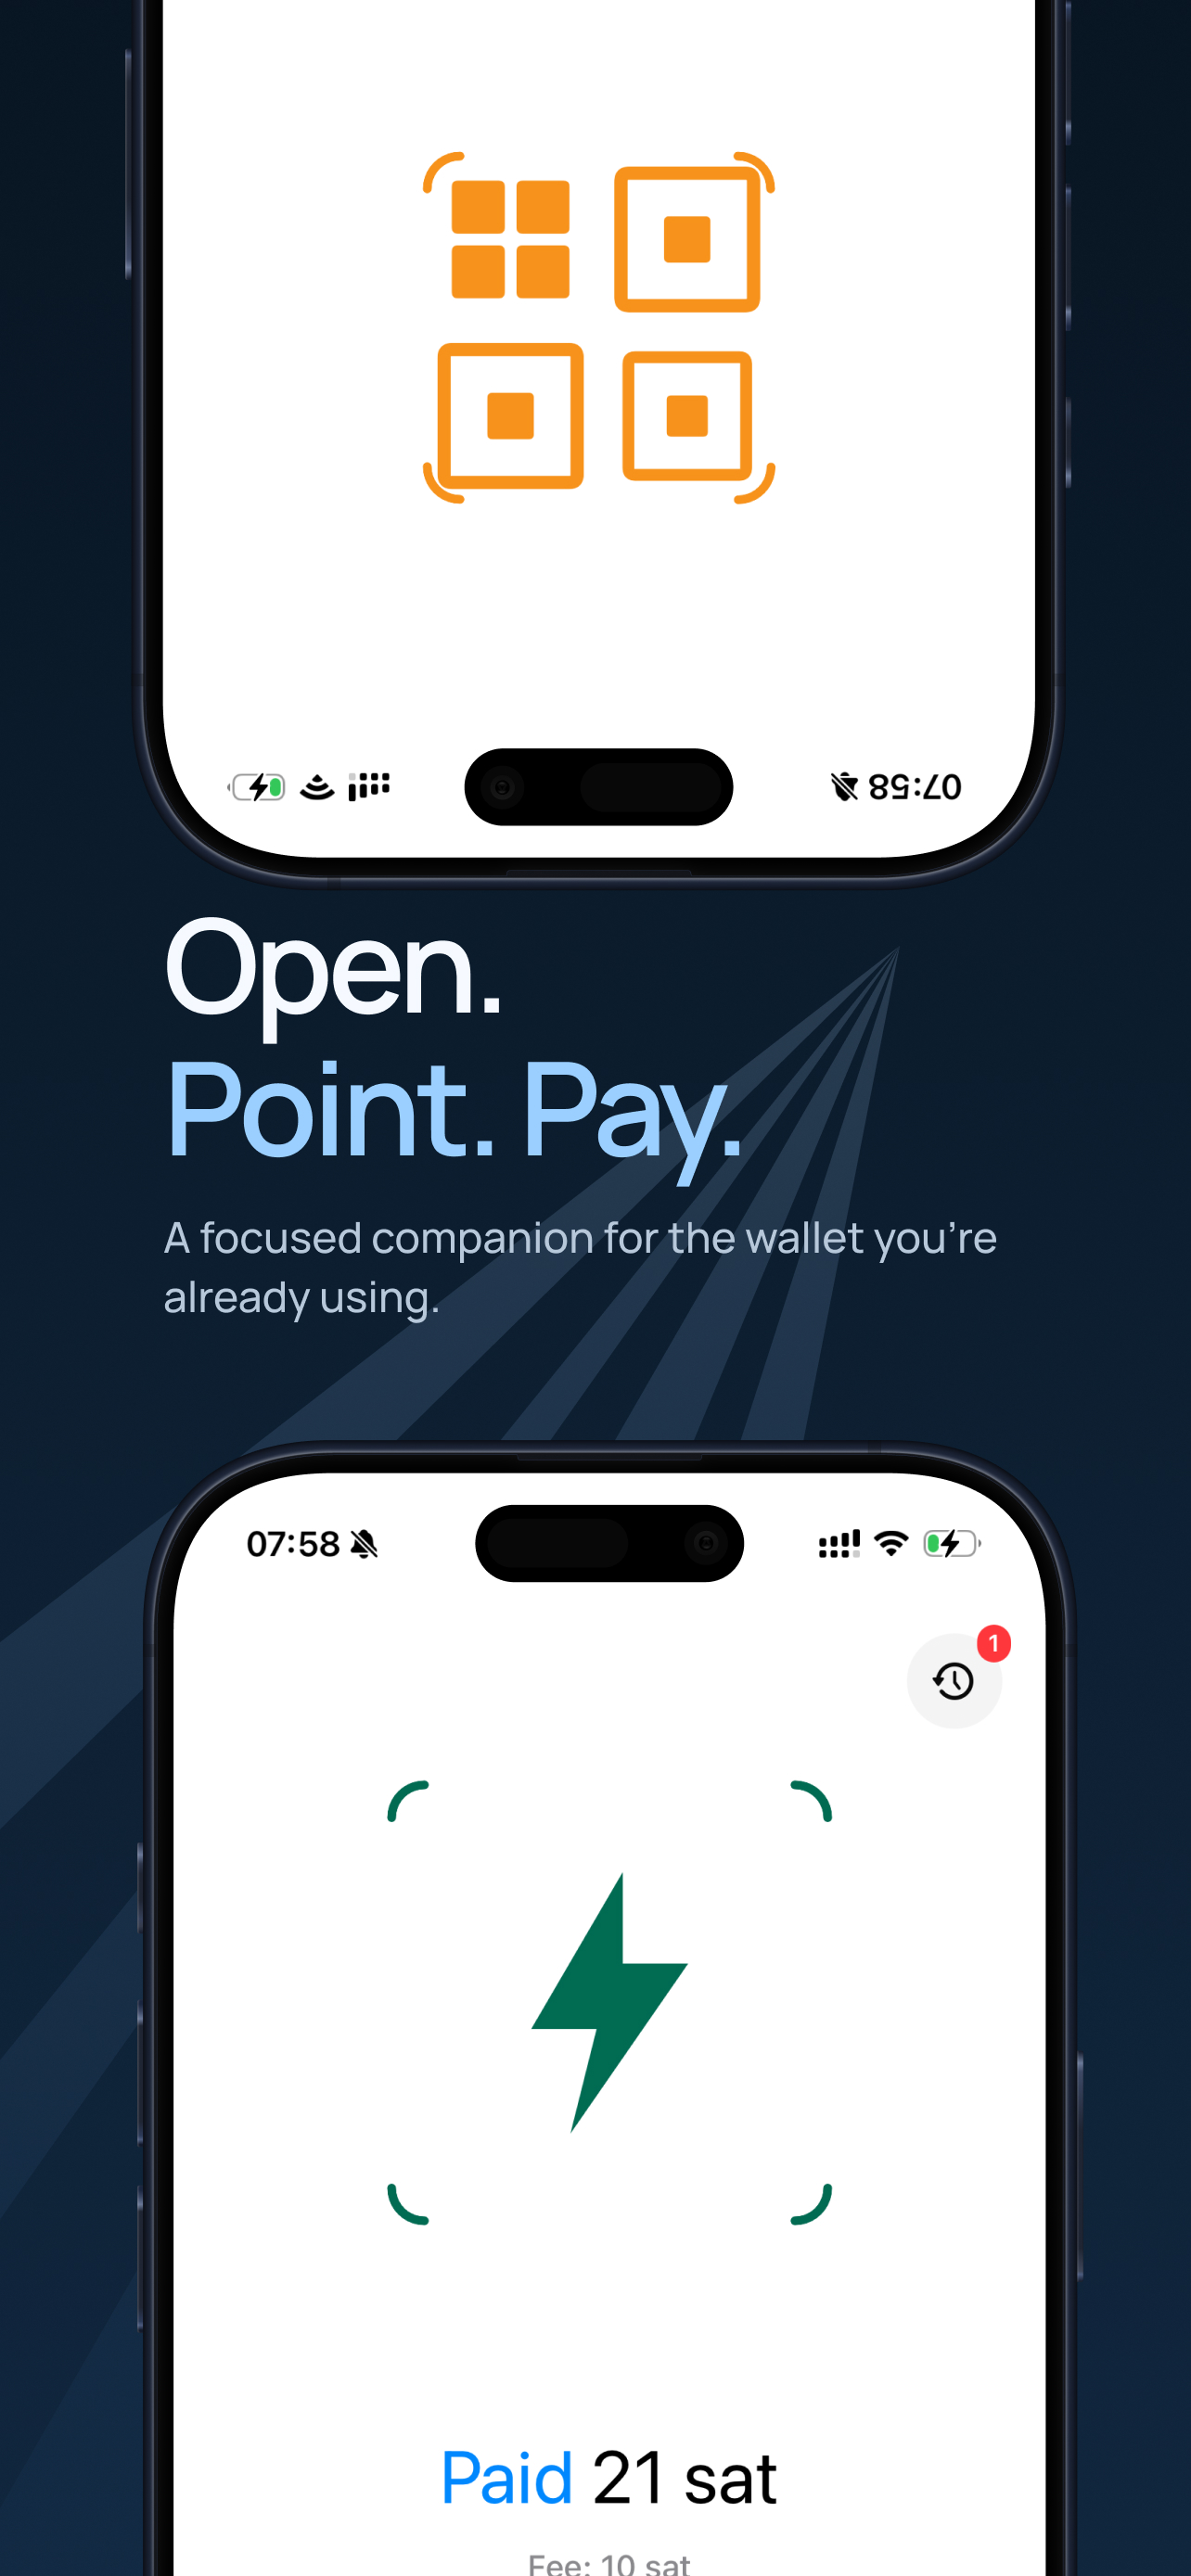 07:58
Open.
Point. Pay.
A focused companion for the wallet you’re
already using.
07:58
1
Paid 21 sat
Fee: 10 sat